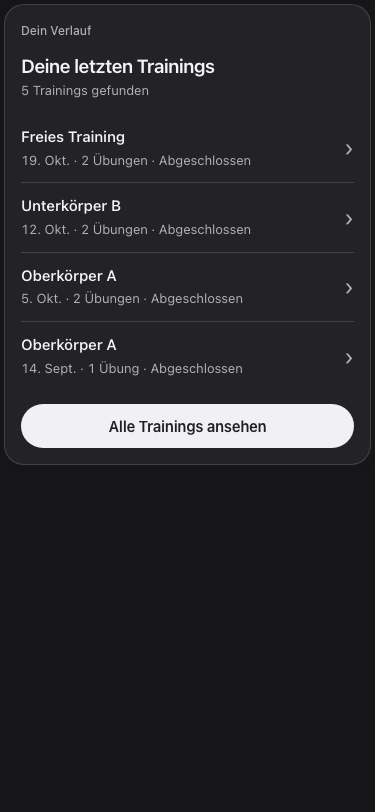 Dein Verlauf
Deine letzten Trainings
5 Trainings gefunden
Freies Training
19. Okt. · 2 Übungen · Abgeschlossen
Unterkörper B
12. Okt. · 2 Übungen · Abgeschlossen
Oberkörper A
5. Okt. · 2 Übungen · Abgeschlossen
Oberkörper A
14. Sept. · 1 Übung · Abgeschlossen
Alle Trainings ansehen